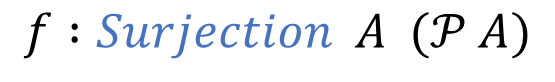 𝑓 : 𝑆𝑢𝑟𝑗𝑒𝑐𝑡𝑖𝑜𝑛 𝐴 (𝒫 𝐴)